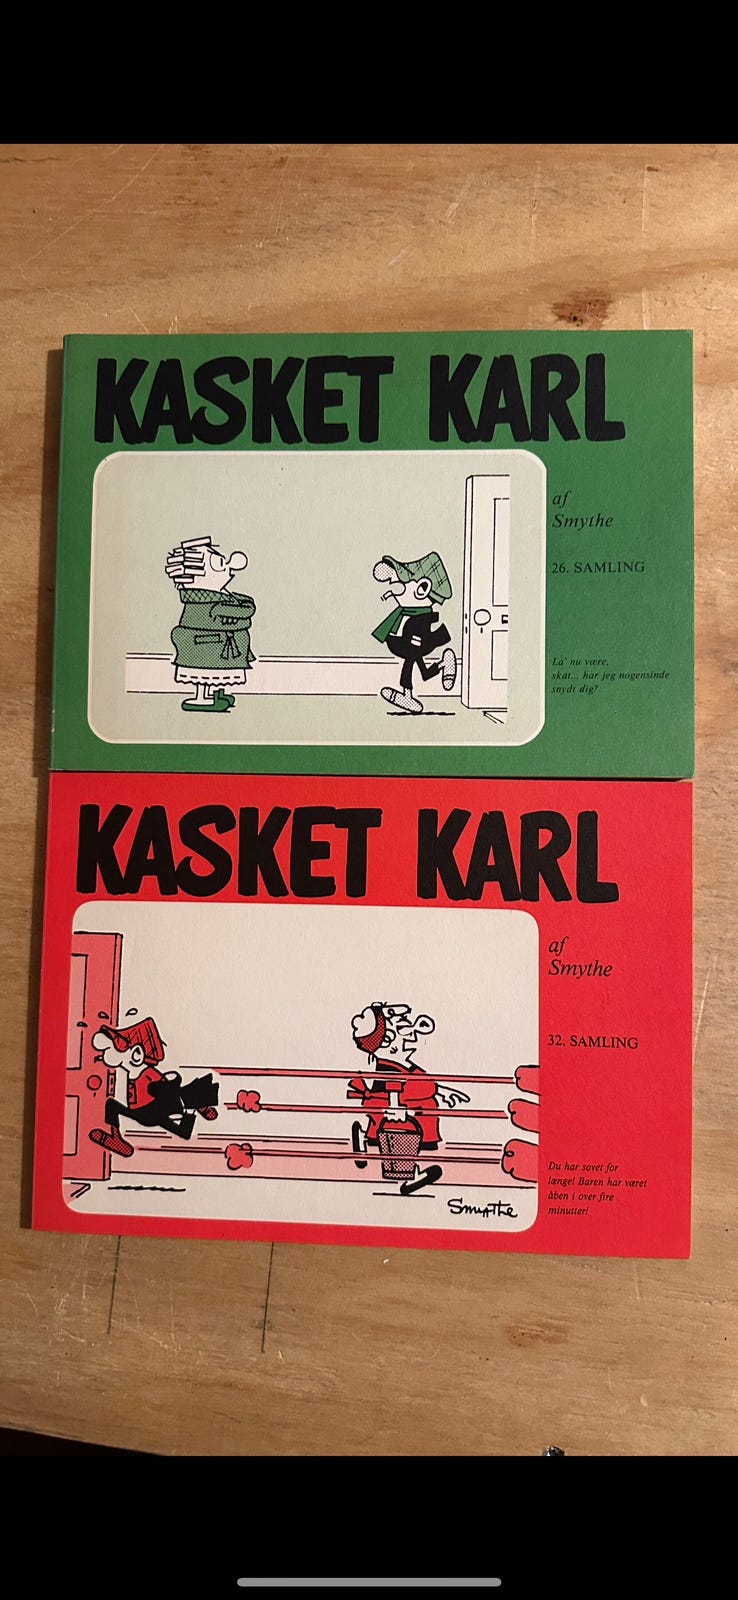 KASKET KARL
af
Smythe
26. SAMLING
La' nu være,
skat... har jeg nogensinde
snydt dig?
KASKET KARL
af
Smythe
32. SAMLING
Du har sovet for
længe! Baren har været
åben i over fire
minutter!
Smythe